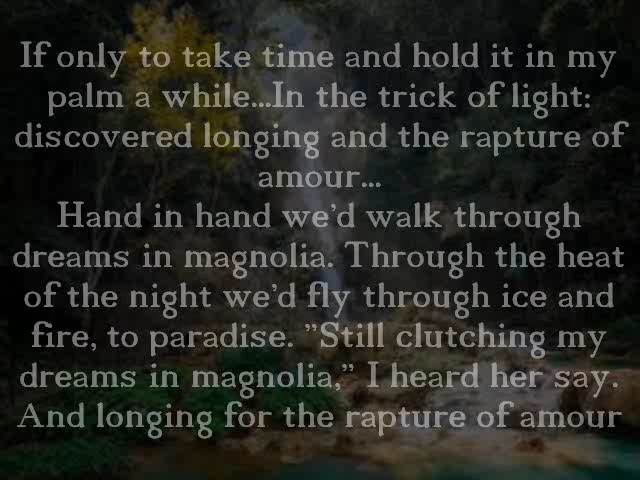 If only to take time and hold it in my
palm a while...In the trick of light:
discovered longing and the rapture of
amour...
Hand in hand we'd walk through
dreams in magnolia. Through the heat
of the night we'd fly through ice and
fire, to paradise. "Still clutching my
dreams in magnolia," I heard her say.
And longing for the rapture of amour